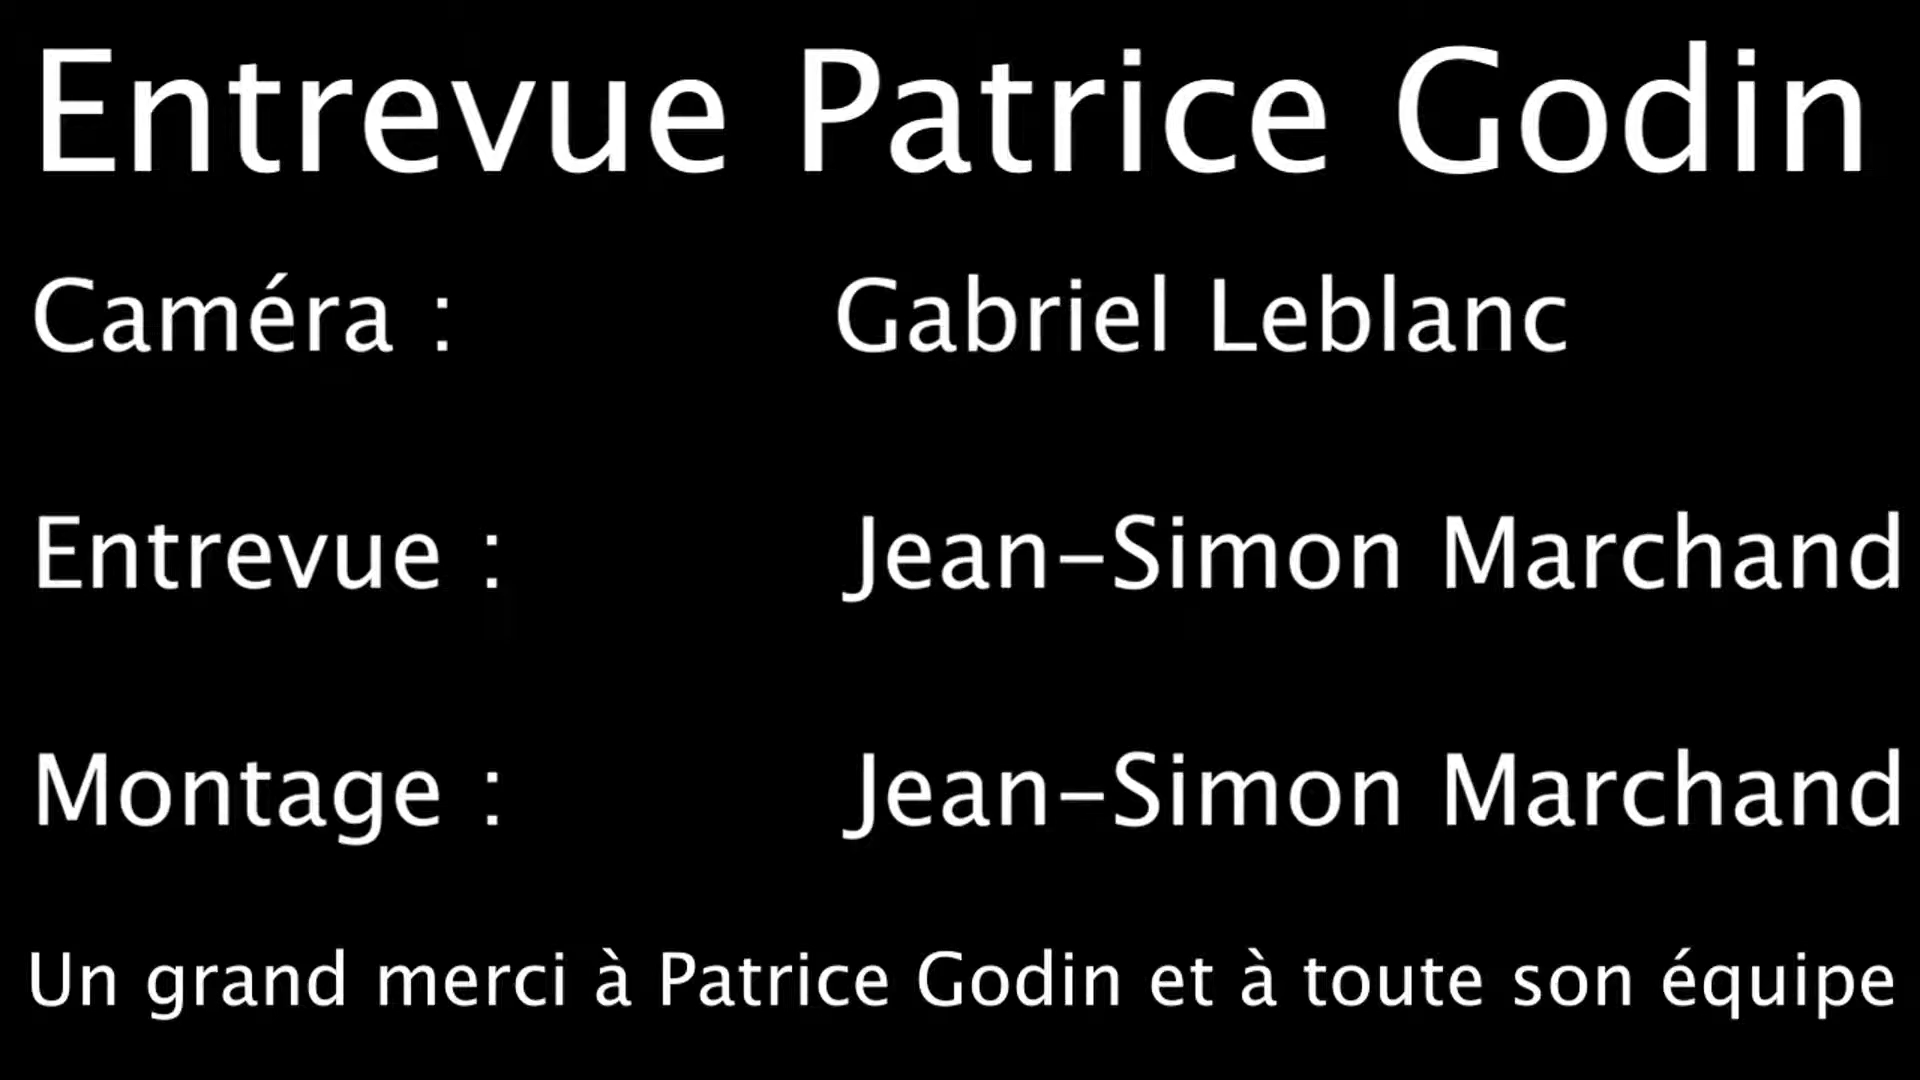 Entrevue Patrice Godin
Caméra : Gabriel Leblanc
Entrevue : Jean-Simon Marchand
Montage : Jean-Simon Marchand
Un grand merci à Patrice Godin et à toute son équipe